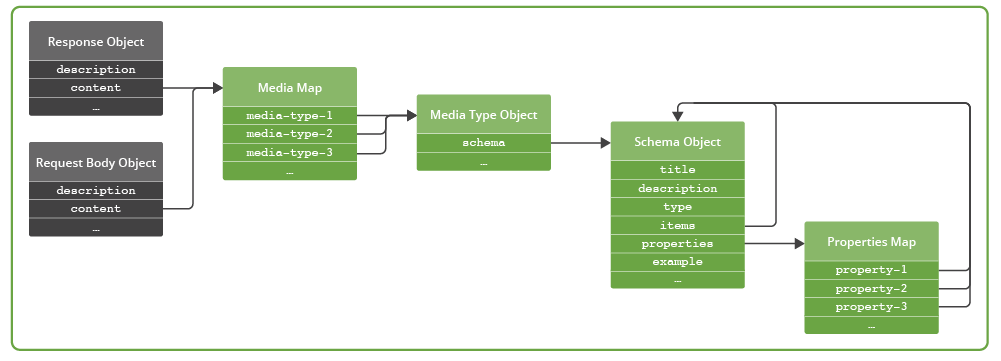 Response Object
description
content
…
Request Body Object
description
content
…
Media Map
media-type-1
media-type-2
media-type-3
…
Media Type Object
schema
…
Schema Object
title
description
type
items
properties
example
…
Properties Map
property-1
property-2
property-3
…